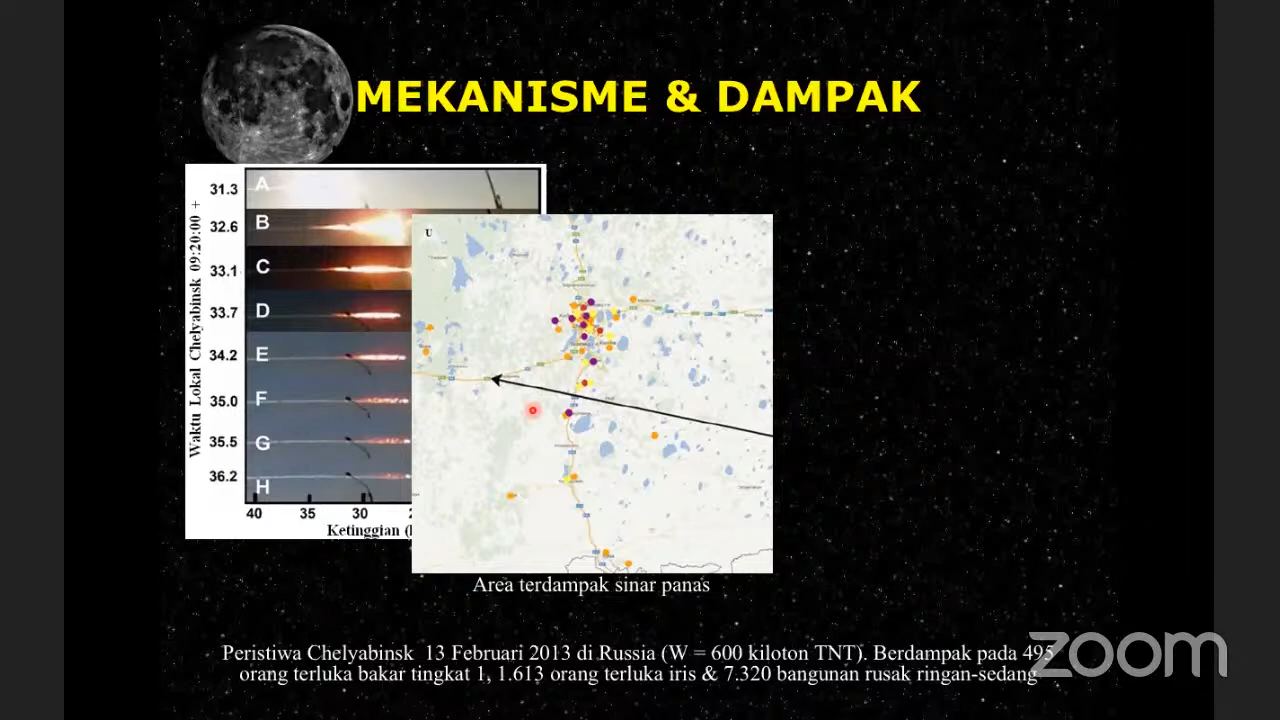 MEKANISME & DAMPAK
Waktu Lokal Chelyabinsk 09:20:00 +
31.3
A
32.6
B
33.1
C
33.7
D
34.2
E
35.0
F
35.5
G
36.2
H
40 35 30
Ketinggian
U
Area terdampak sinar panas
Peristiwa Chelyabinsk 13 Februari 2013 di Russia (W = 600 kiloton TNT). Berdampak pada 495
orang terluka bakar tingkat 1, 1.613 orang terluka iris & 7.320 bangunan rusak ringan-sedang
zoom